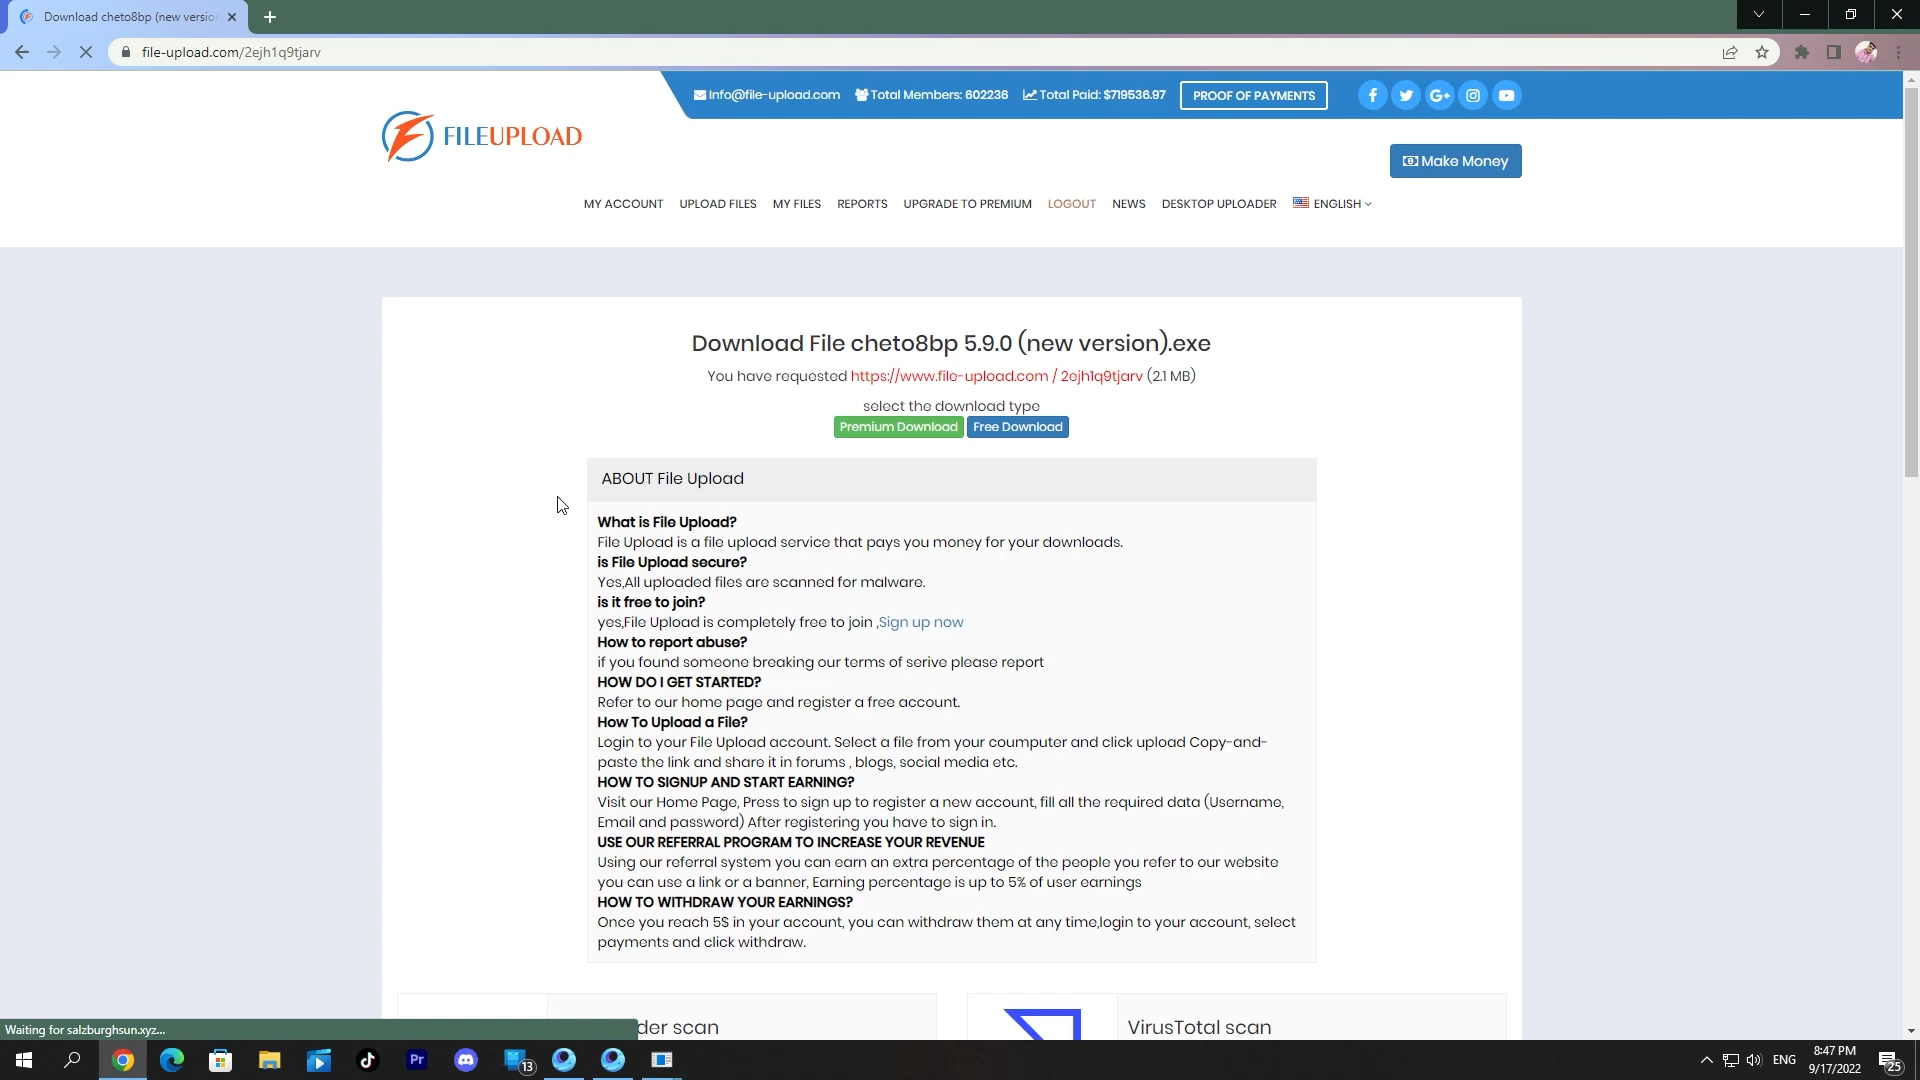 Download cheto8bp (new versio
file-upload.com/2ejh1q9tjarv
Info@file-upload.com Total Members: 602236 Total Paid: $719536.97 PROOF OF PAYMENTS
FILEUPLOAD
Make Money
MY ACCOUNT UPLOAD FILES MY FILES REPORTS UPGRADE TO PREMIUM LOGOUT NEWS DESKTOP UPLOADER ENGLISH
Download File cheto8bp 5.9.0 (new version).exe
You have requested https://www.file-upload.com / 2ejh1q9tjarv (2.1 MB)
select the download type
Premium Download Free Download
ABOUT File Upload
What is File Upload?
File Upload is a file upload service that pays you money for your downloads.
is File Upload secure?
Yes,All uploaded files are scanned for malware.
is it free to join?
yes,File Upload is completely free to join ,Sign up now
How to report abuse?
if you found someone breaking our terms of serive please report
HOW DO I GET STARTED?
Refer to our home page and register a free account.
How To Upload a File?
Login to your File Upload account. Select a file from your coumputer and click upload Copy-and-
paste the link and share it in forums , blogs, social media etc.
HOW TO SIGNUP AND START EARNING?
Visit our Home Page, Press to sign up to register a new account, fill all the required data (Username,
Email and password) After registering you have to sign in.
USE OUR REFERRAL PROGRAM TO INCREASE YOUR REVENUE
Using our referral system you can earn an extra percentage of the people you refer to our website
you can use a link or a banner, Earning percentage is up to 5% of user earnings
HOW TO WITHDRAW YOUR EARNINGS?
Once you reach 5$ in your account, you can withdraw them at any time,login to your account, select
payments and click withdraw.
der scan VirusTotal scan
Waiting for salzburghsun.xyz...
Pr 13 ENG 8:47 PM
9/17/2022 25